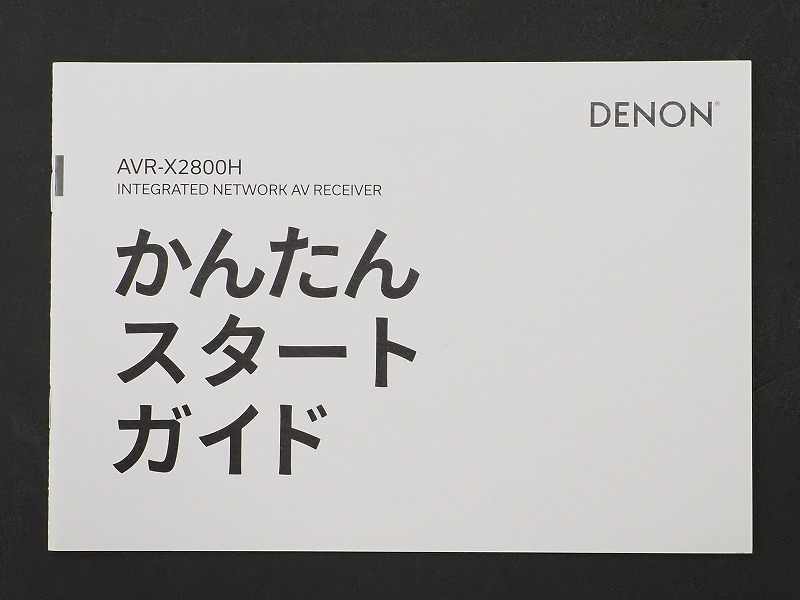 DENON®
AVR-X2800H
INTEGRATED NETWORK AV RECEIVER
かんたん
スタート
ガイド